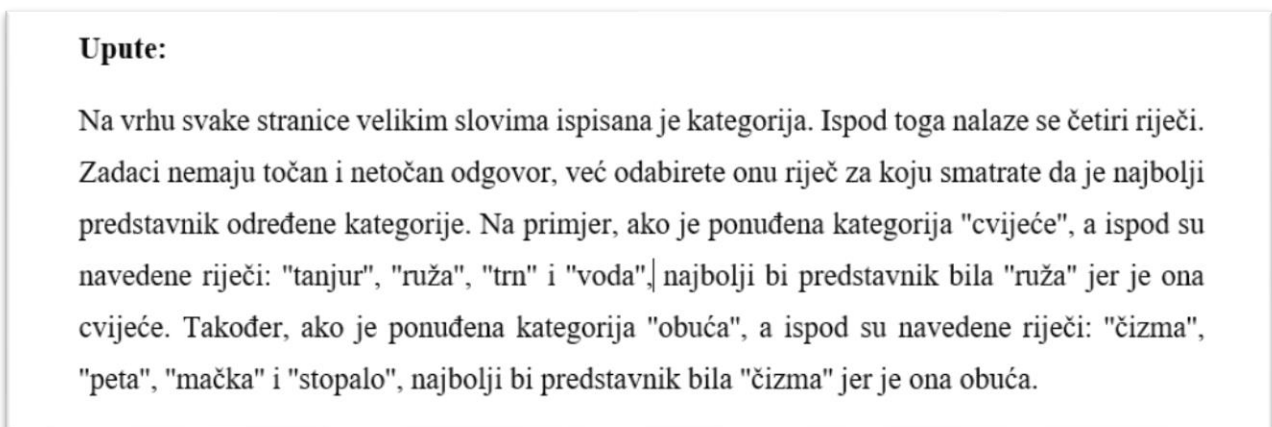 Upute:
Na vrhu svake stranice velikim slovima ispisana je kategorija. Ispod toga nalaze se četiri riječi.
Zadaci nemaju točan i netočan odgovor, već odabirete onu riječ za koju smatrate da je najbolji
predstavnik određene kategorije. Na primjer, ako je ponuđena kategorija "cvijeće", a ispod su
navedene riječi: "tanjur", "ruža", "trn" i "voda", najbolji bi predstavnik bila "ruža" jer je ona
cvijeće. Također, ako je ponuđena kategorija "obuća", a ispod su navedene riječi: "čizma",
"peta", "mačka" i "stopalo", najbolji bi predstavnik bila "čizma" jer je ona obuća.